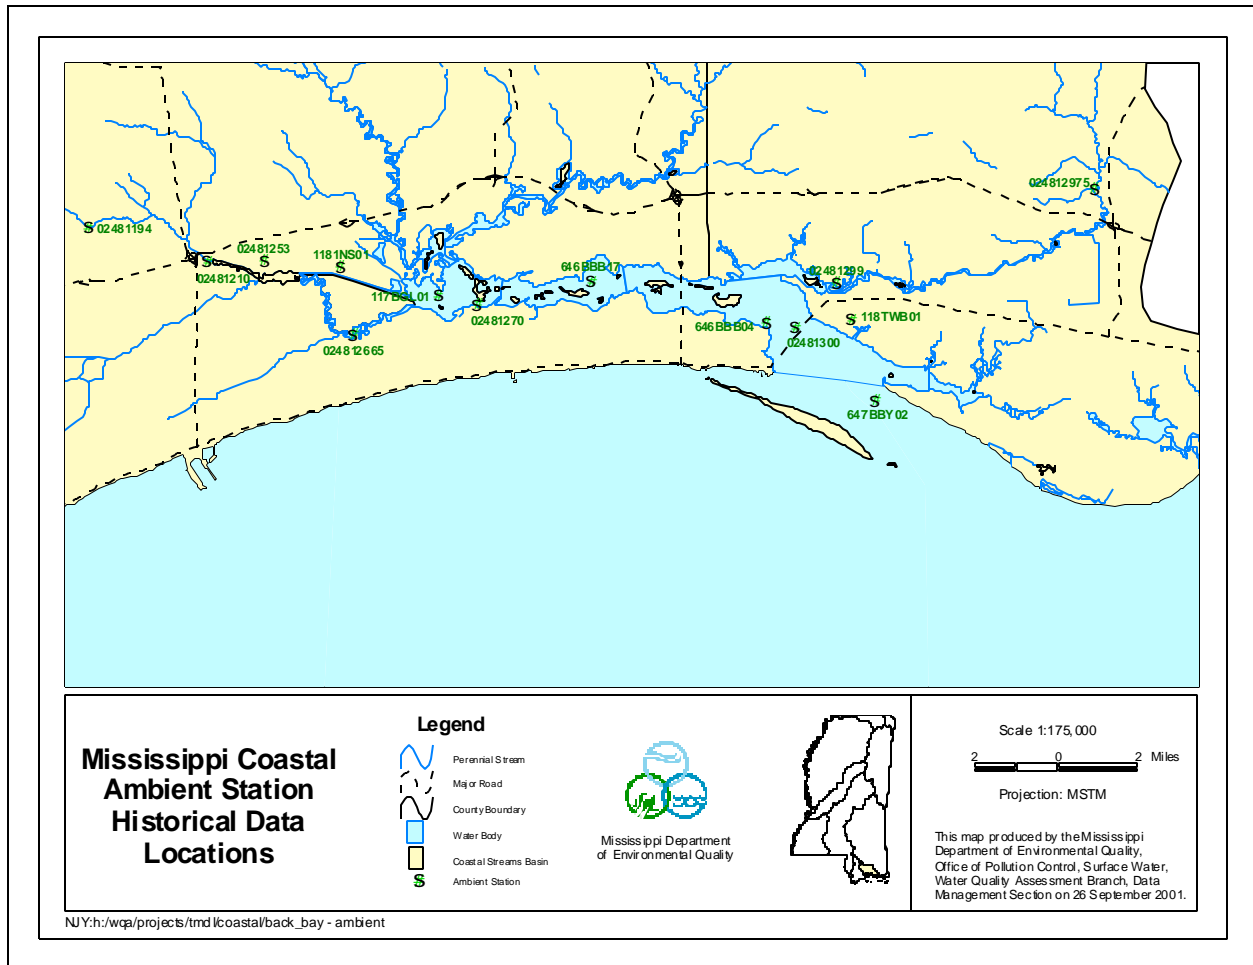 024812975
02481194
02481253
1181NS01
02481210
646BBB17
02481299
02481270
646BBB04
118TWB01
02481300
024812665
647BBY02
Mississippi Coastal
Ambient Station
Historical Data
Locations
Legend
Perennial Stream
Major Road
County Boundary
Water Body
Coastal Streams Basin
S Ambient Station
Mississippi Department
of Environmental Quality
Scale 1:175,000
2 0 2 Miles
Projection: MSTM
This map produced by the Mississippi
Department of Environmental Quality,
Office of Pollution Control, Surface Water,
Water Quality Assessment Branch, Data
Management Section on 26 September 2001.
NJY:h:/wqa/projects/tmdl/coastal/back_bay - ambient